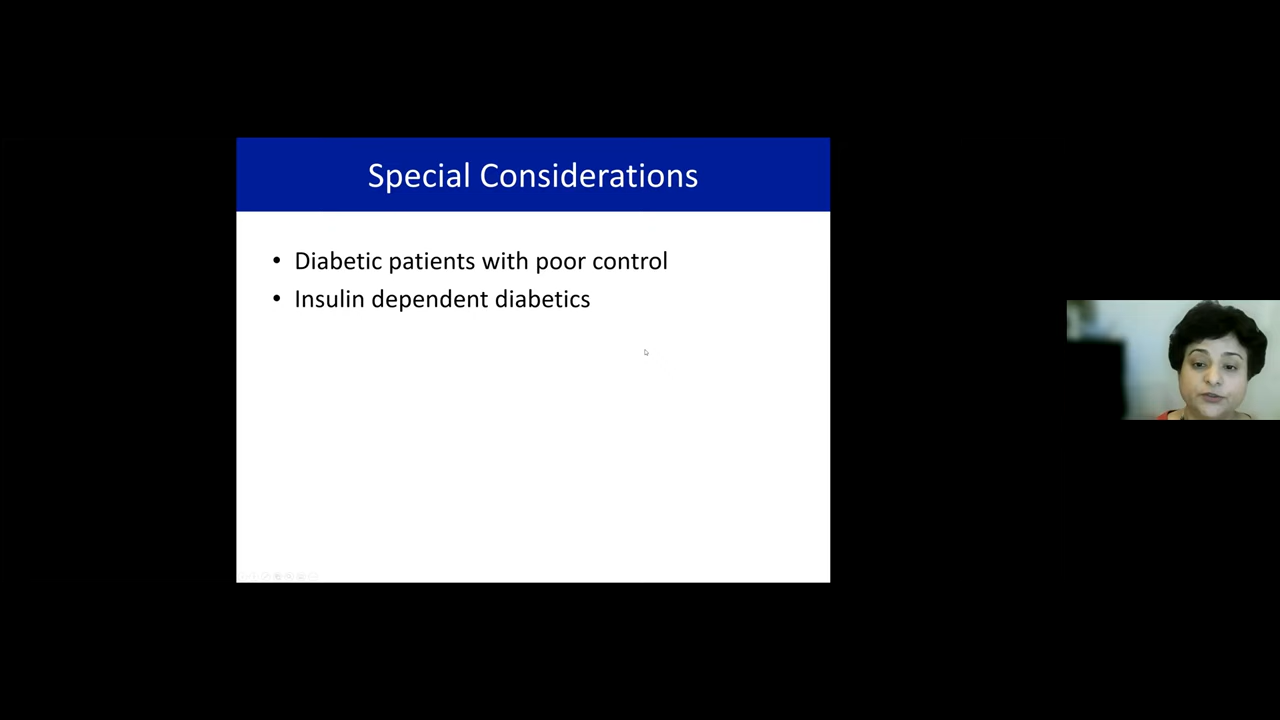 Special Considerations
• Diabetic patients with poor control
• Insulin dependent diabetics